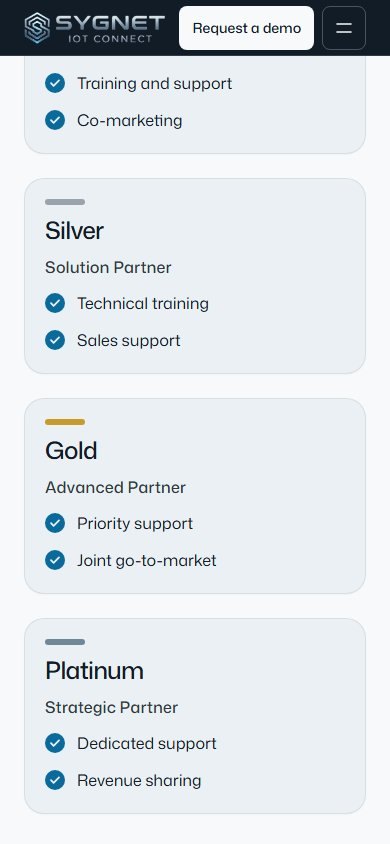 SYGNET
IOT CONNECT
Request a demo
Training and support
Co-marketing
Silver
Solution Partner
Technical training
Sales support
Gold
Advanced Partner
Priority support
Joint go-to-market
Platinum
Strategic Partner
Dedicated support
Revenue sharing